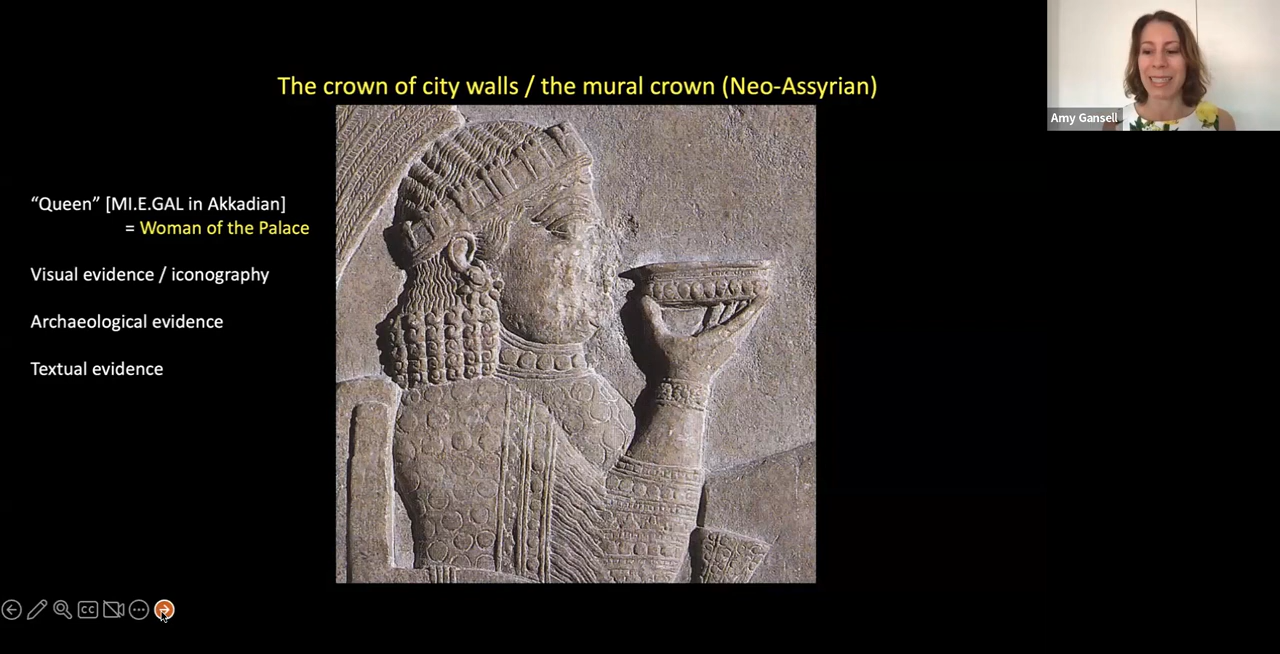 The crown of city walls / the mural crown (Neo-Assyrian)
Amy Gansell
“Queen” [MI.E.GAL in Akkadian]
= Woman of the Palace
Visual evidence / iconography
Archaeological evidence
Textual evidence
CC